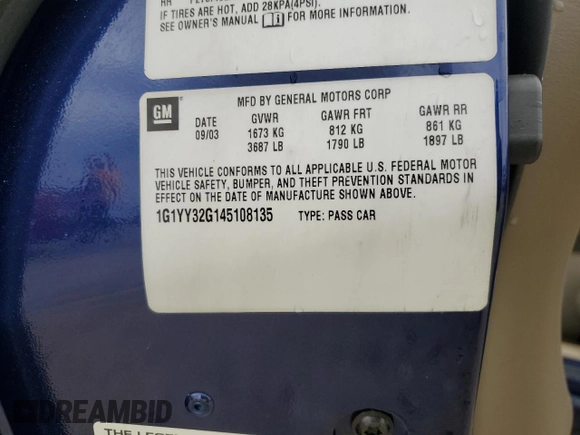 RR
IF TIRES ARE HOT, ADD 28KPA(4PSI).
SEE OWNER'S MANUAL FOR MORE INFORMATION.
GM
MFD BY GENERAL MOTORS CORP
DATE GVWR GAWR FRT GAWR RR
09/03 1673 KG 812 KG 861 KG
3687 LB 1790 LB 1897 LB
THIS VEHICLE CONFORMS TO ALL APPLICABLE U.S. FEDERAL MOTOR
VEHICLE SAFETY, BUMPER, AND THEFT PREVENTION STANDARDS IN
EFFECT ON THE DATE OF MANUFACTURE SHOWN ABOVE.
1G1YY32G145108135 TYPE: PASS CAR
DREAMBID
THE